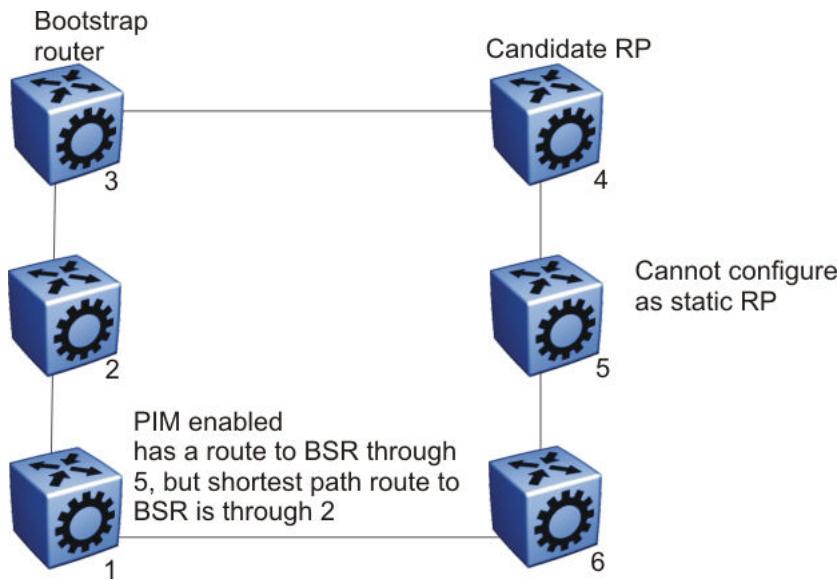 Bootstrap
router
Candidate RP
3
4
Cannot configure
as static RP
2
5
PIM enabled
has a route to BSR through
5, but shortest path route to
BSR is through 2
1
6